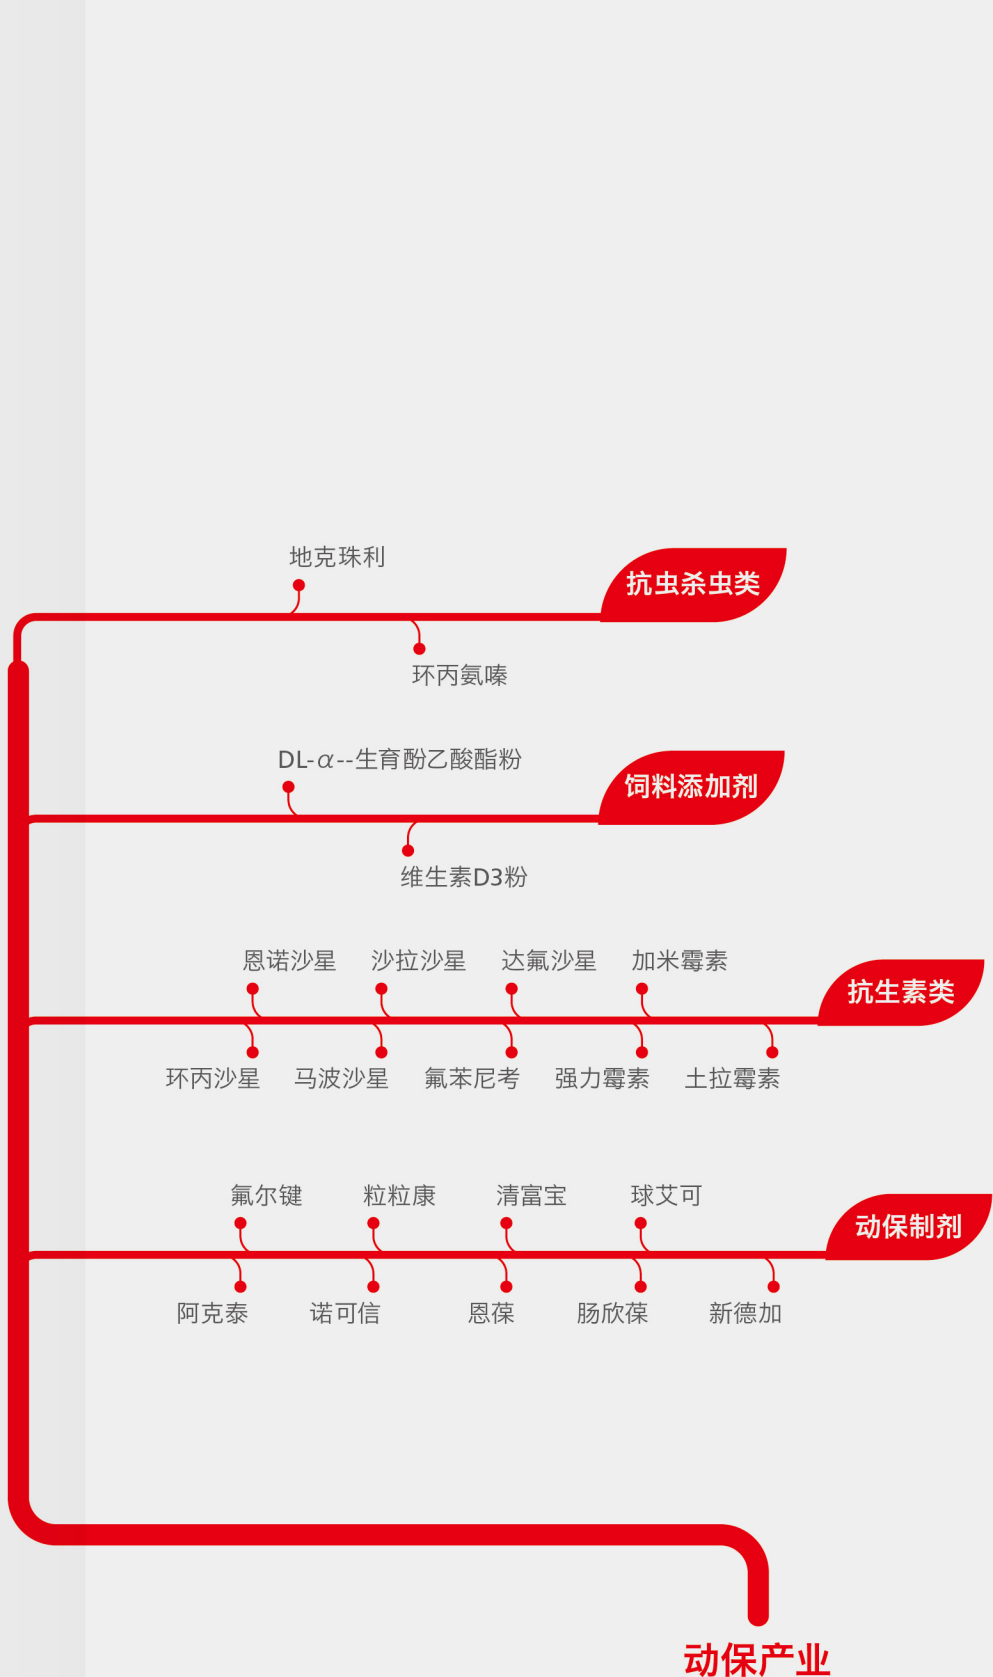 地克珠利
抗虫杀虫类
环丙氨嗪
DL-α--生育酚乙酸酯粉
饲料添加剂
维生素D3粉
恩诺沙星 沙拉沙星 达氟沙星 加米霉素
抗生素类
环丙沙星 马波沙星 氟苯尼考 强力霉素 土拉霉素
氟尔键 粒粒康 清富宝 球艾可
动保制剂
阿克泰 诺可信 恩葆 肠欣葆 新德加
动保产业